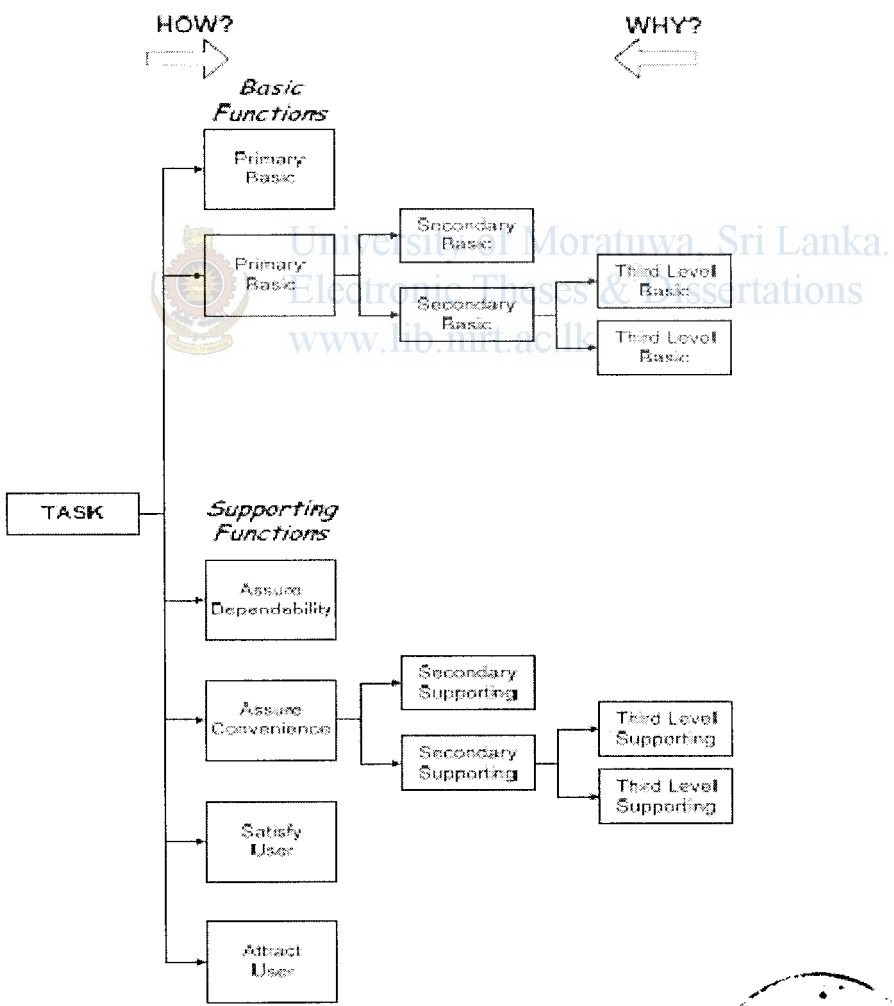 HOW?
WHY?
Basic
Functions
Primary
Basic
Primary
Basic
Secondary
Basic
Secondary
Basic
Third Level
Basic
Third Level
Basic
University of Moratuwa, Sri Lanka.
Electronic Theses & Dissertations
www.lib.mrt.ac.lk
TASK
Supporting
Functions
Assure
Dependability
Assure
Convenience
Secondary
Supporting
Secondary
Supporting
Third Level
Supporting
Third Level
Supporting
Satisfy
User
Attract
User